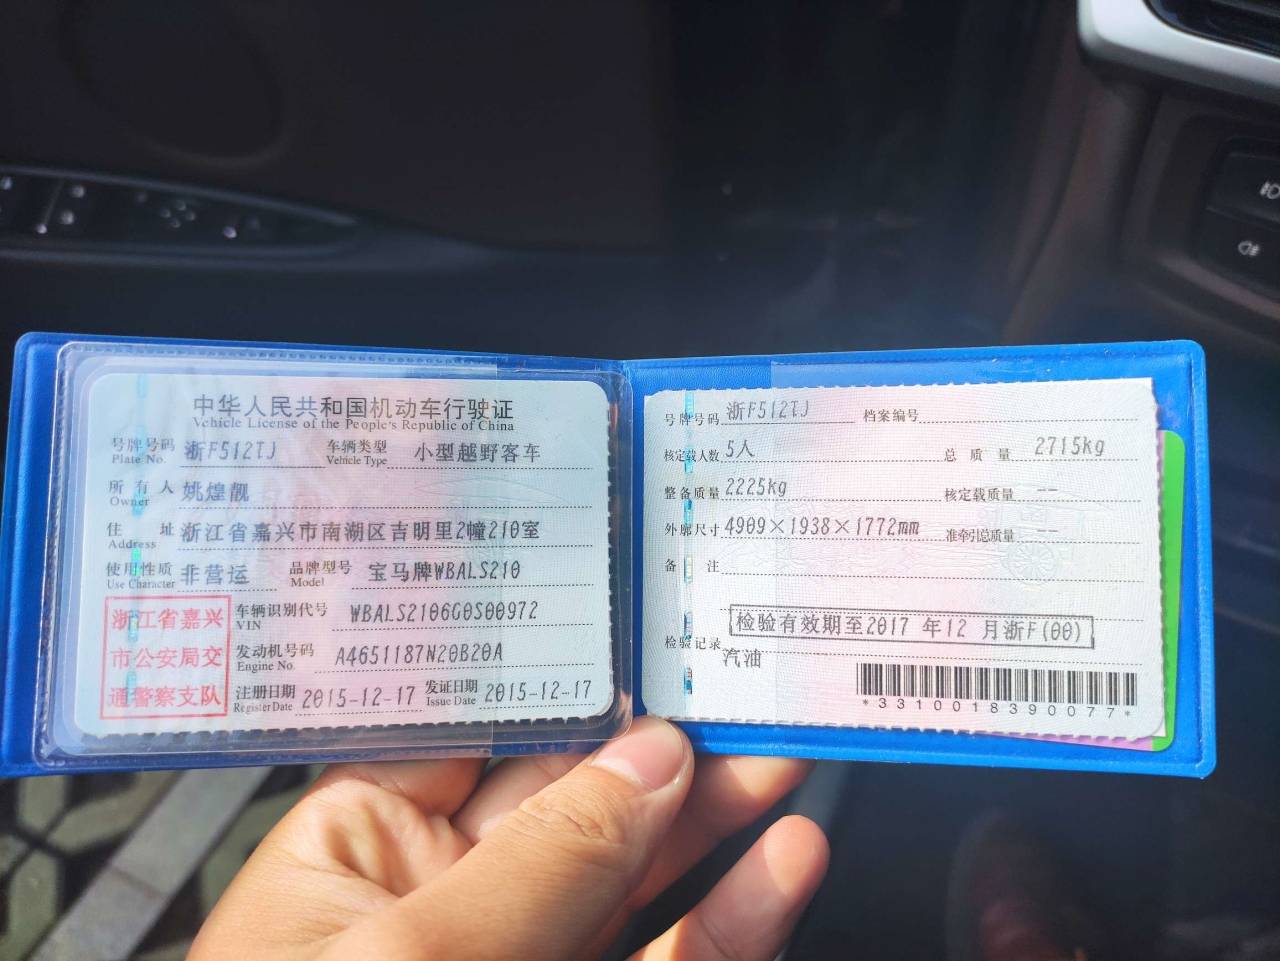 中华人民共和国机动车行驶证
Vehicle License of the People's Republic of China
号牌号码 浙F512TJ 车辆类型 小型越野客车
Plate No. Vehicle Type
所有人 姚煌靓
Owner
住址 浙江省嘉兴市南湖区吉明里2幢210室
Address
使用性质 非营运 品牌型号 宝马牌WBALS210
Use Character Model
浙江省嘉兴
市公安局交
通警察支队
车辆识别代号 WBALS2106G0S00972
VIN
发动机号码 A4651187N20B20A
Engine No.
注册日期 2015-12-17 发证日期 2015-12-17
Register Date Issue Date
号牌号码 浙F512TJ 档案编号
核定载人数 5人 总质量 2715kg
整备质量 2225kg 核定载质量 --
外廓尺寸 4909×1938×1772mm 准牵引总质量 --
备注
检验有效期至2017 年12 月浙F(00)
检验记录
汽油
*3310018390077*